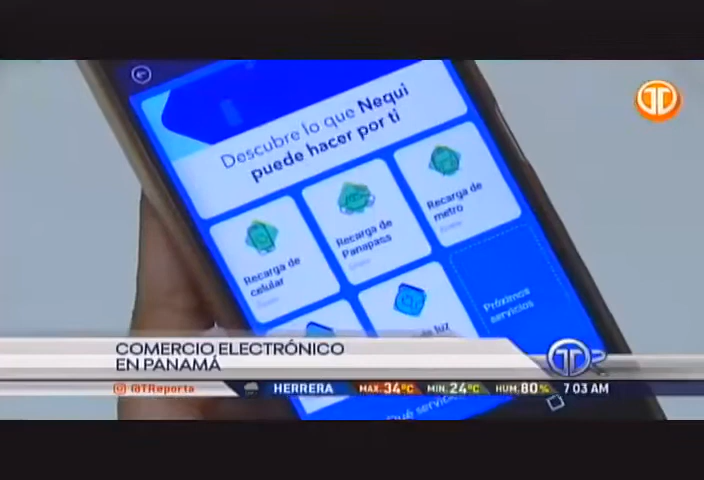 Descubre lo que Nequi
puede hacer por ti
Recarga de
celular
Recarga de
Panapass
Recarga de
metro
luz
Próximos
servicios
COMERCIO ELECTRÓNICO
EN PANAMÁ
@TReporta
HERRERA
MAX. 34°C
MIN. 24°C
HUM. 80%
7:03 AM